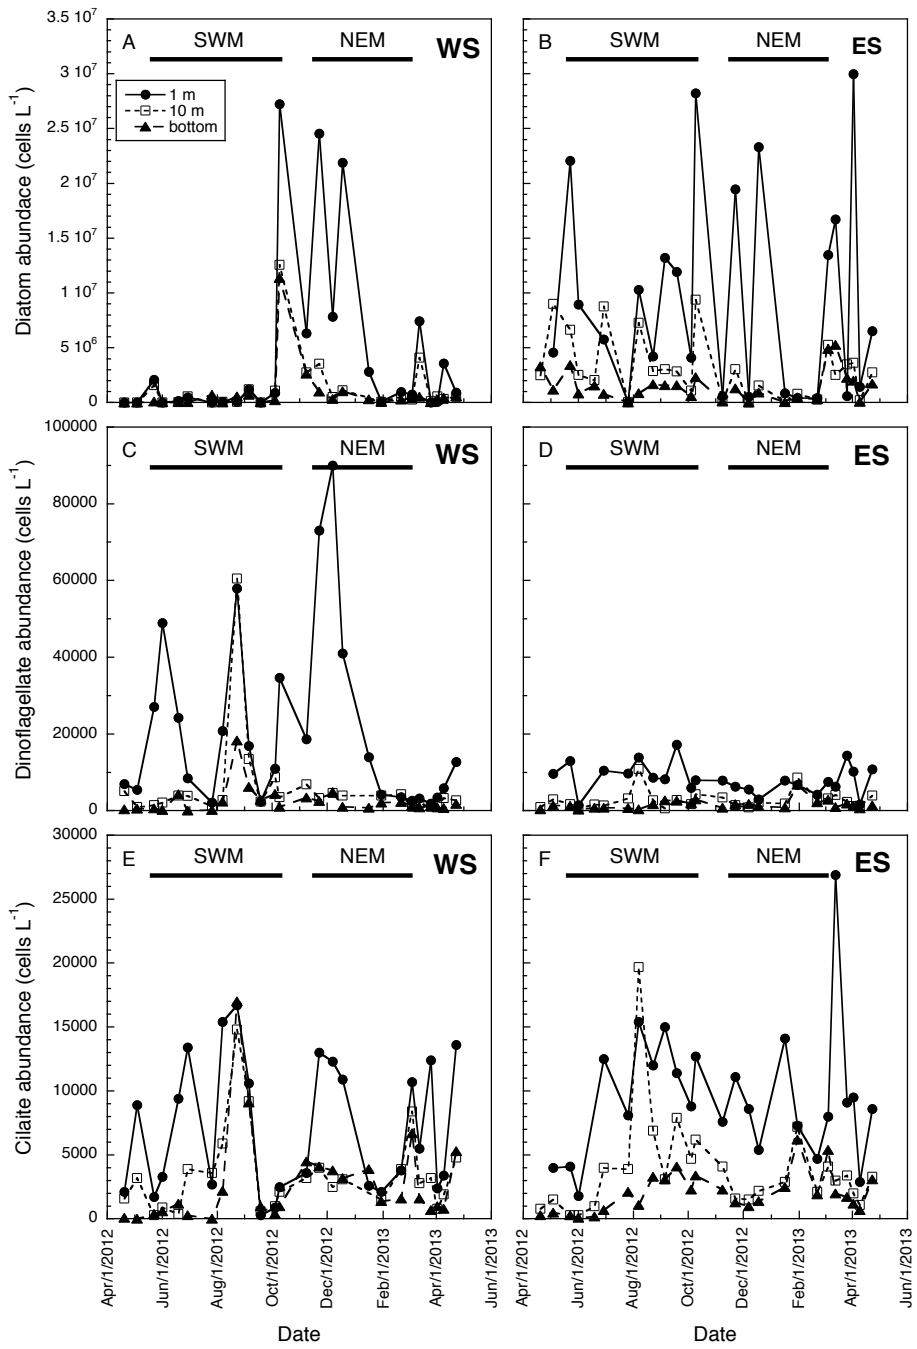 A
SWM
NEM
WS
B
SWM
NEM
ES
3.5 10⁷
3 10⁷
2.5 10⁷
2 10⁷
1.5 10⁷
1 10⁷
5 10⁶
0
Diatom abundace (cells L⁻¹)
1 m
10 m
bottom
C
SWM
NEM
WS
D
SWM
NEM
ES
100000
80000
60000
40000
20000
0
Dinoflagellate abundance (cells L⁻¹)
E
SWM
NEM
WS
F
SWM
NEM
ES
30000
25000
20000
15000
10000
5000
0
Cilalite abundance (cells L⁻¹)
Apr/1/2012
Jun/1/2012
Aug/1/2012
Oct/1/2012
Dec/1/2012
Feb/1/2013
Apr/1/2013
Jun/1/2013
Apr/1/2012
Jun/1/2012
Aug/1/2012
Oct/1/2012
Dec/1/2012
Feb/1/2013
Apr/1/2013
Jun/1/2013
Date
Date